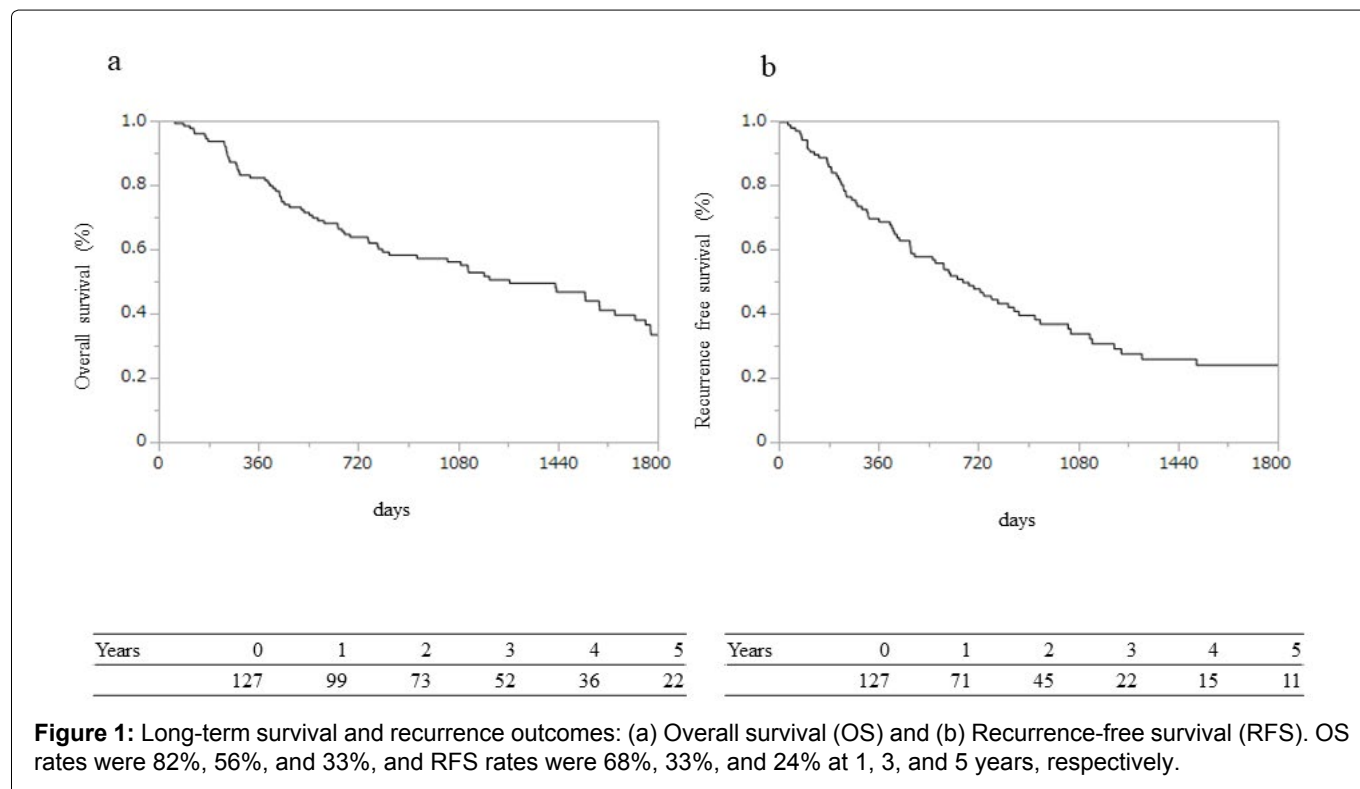 a
1.0
0.8
0.6
0.4
0.2
0
Overall survival (%)
0 360 720 1080 1440 1800
days
b
1.0
0.8
0.6
0.4
0.2
0
Recurrence free survival (%)
0 360 720 1080 1440 1800
days
Years 0 1 2 3 4 5
127 99 73 52 36 22
Years 0 1 2 3 4 5
127 71 45 22 15 11
Figure 1: Long-term survival and recurrence outcomes: (a) Overall survival (OS) and (b) Recurrence-free survival (RFS). OS
rates were 82%, 56%, and 33%, and RFS rates were 68%, 33%, and 24% at 1, 3, and 5 years, respectively.